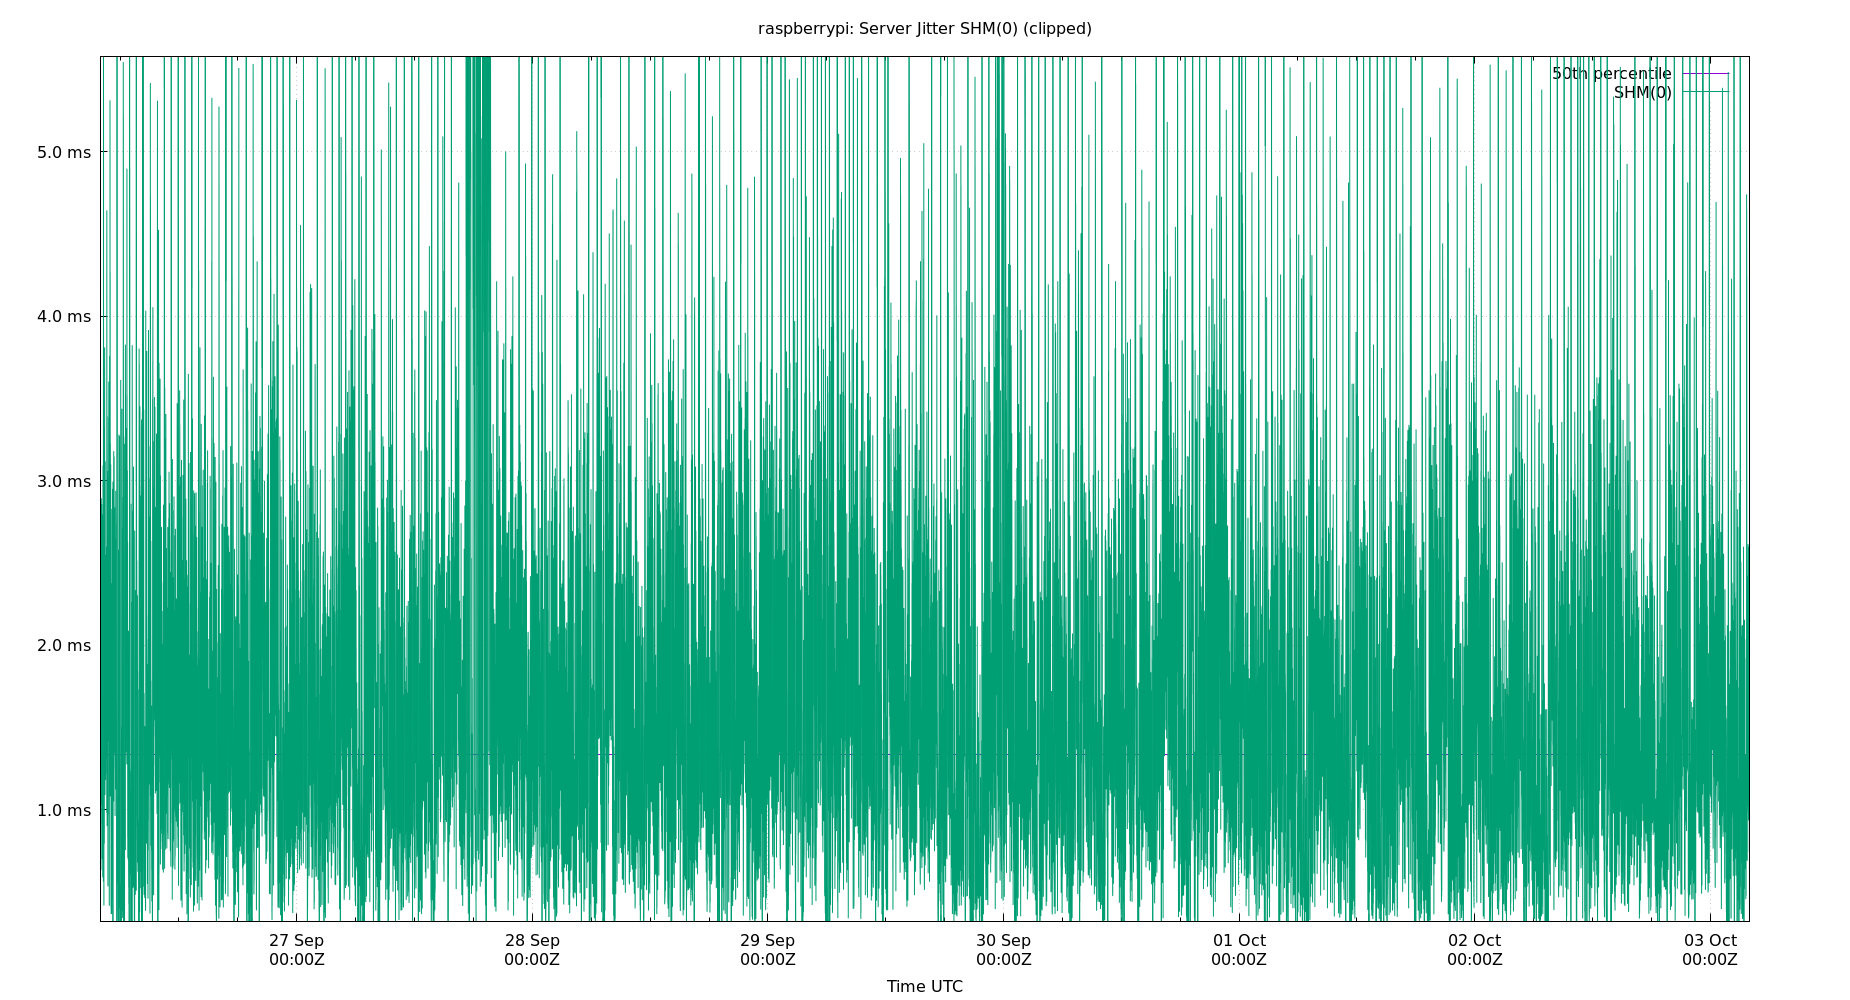 raspberrypi: Server Jitter SHM(0) (clipped)
50th percentile
SHM(0)
5.0 ms
4.0 ms
3.0 ms
2.0 ms
1.0 ms
27 Sep 28 Sep 29 Sep 30 Sep 01 Oct 02 Oct 03 Oct
00:00Z 00:00Z 00:00Z 00:00Z 00:00Z 00:00Z 00:00Z
Time UTC